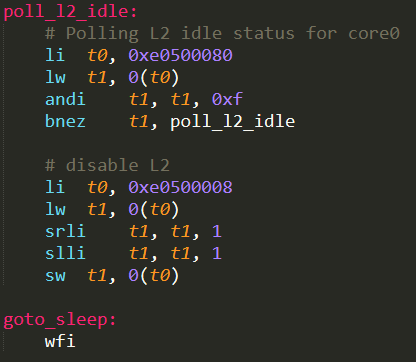 poll_l2_idle:
# Polling L2 idle status for core0
li t0, 0xe0500080
lw t1, 0(t0)
andi t1, t1, 0xf
bnez t1, poll_l2_idle
# disable L2
li t0, 0xe0500008
lw t1, 0(t0)
srli t1, t1, 1
slli t1, t1, 1
sw t1, 0(t0)
goto_sleep:
wfi